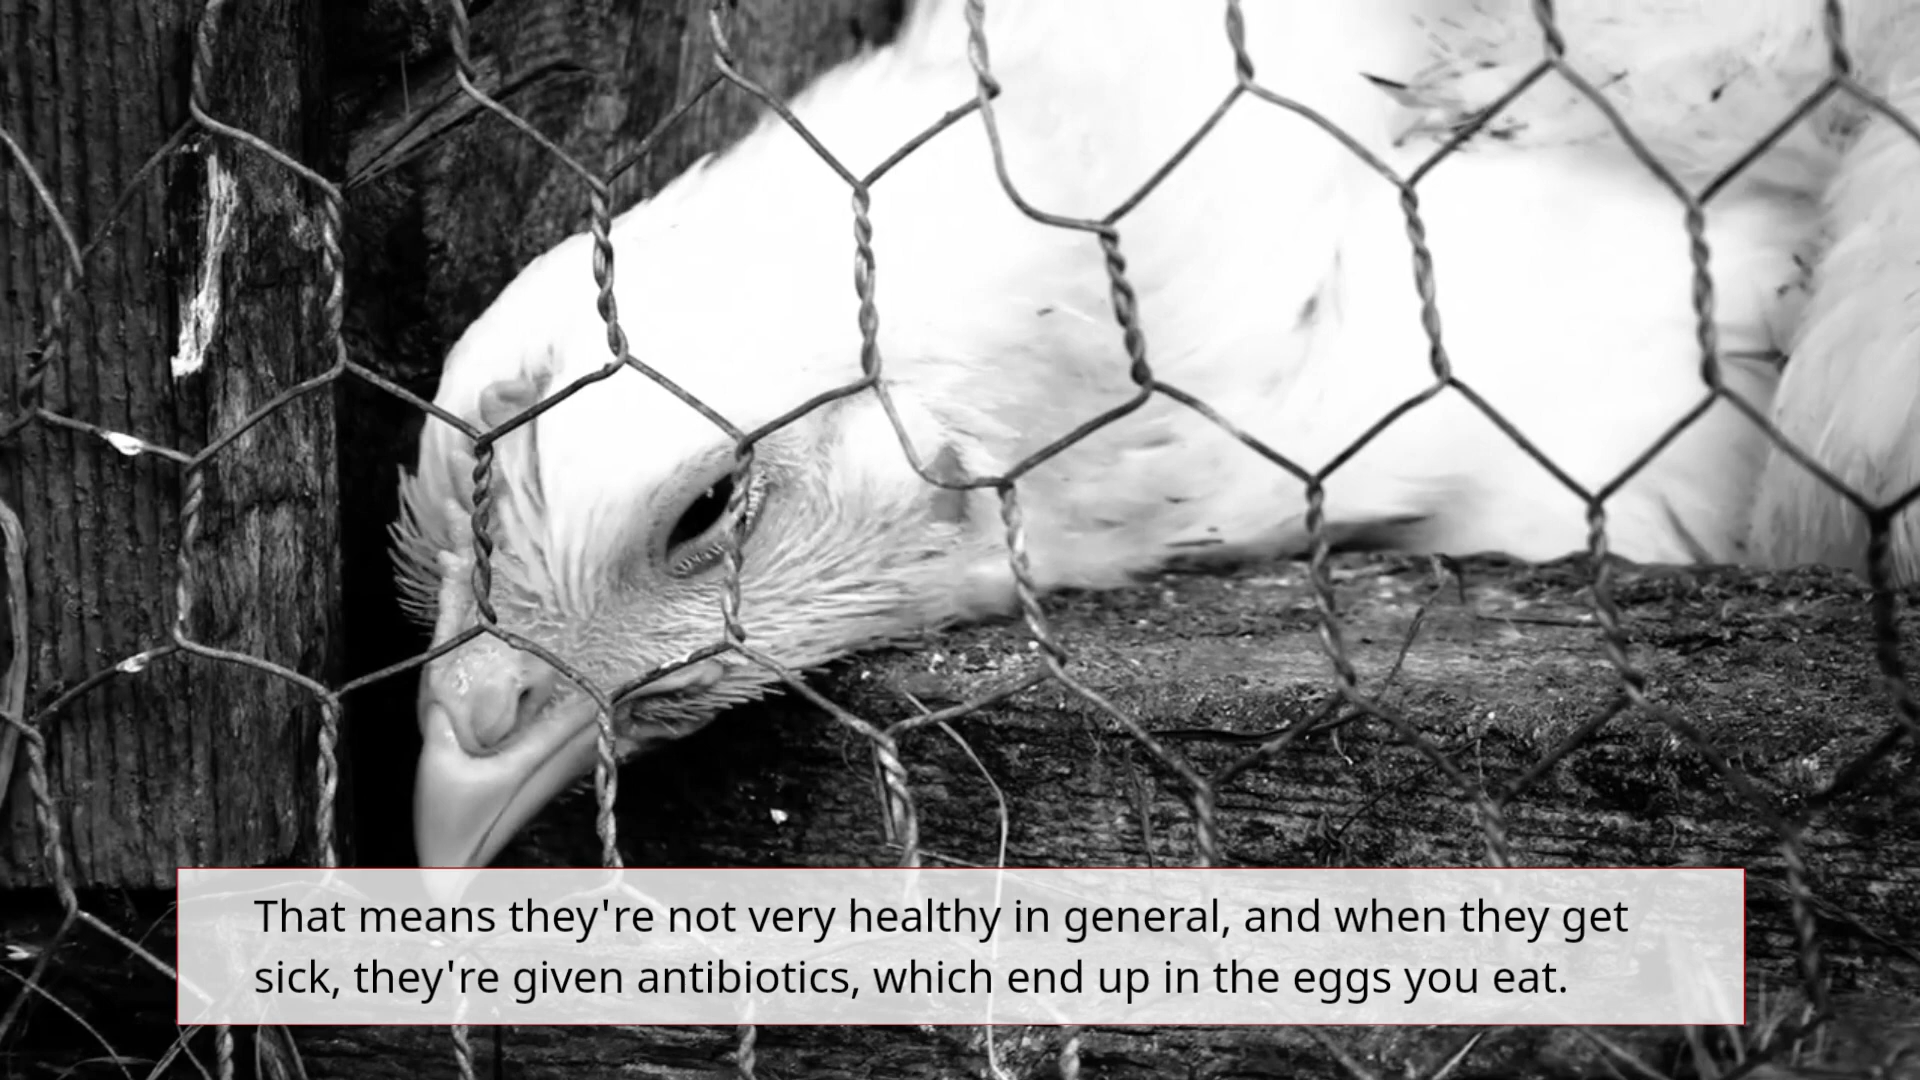 That means they're not very healthy in general, and when they get
sick, they're given antibiotics, which end up in the eggs you eat.